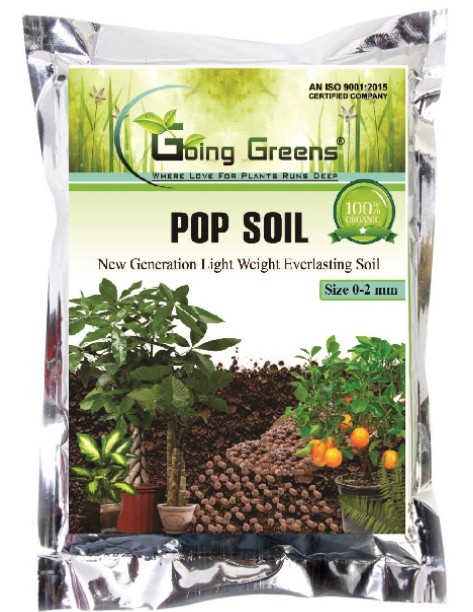 AN ISO 9001:2015
CERTIFIED COMPANY
Going Greens®
WHERE LOVE FOR PLANTS RUNS DEEP
100%
ORGANIC
POP SOIL
New Generation Light Weight Everlasting Soil
Size 0-2 mm